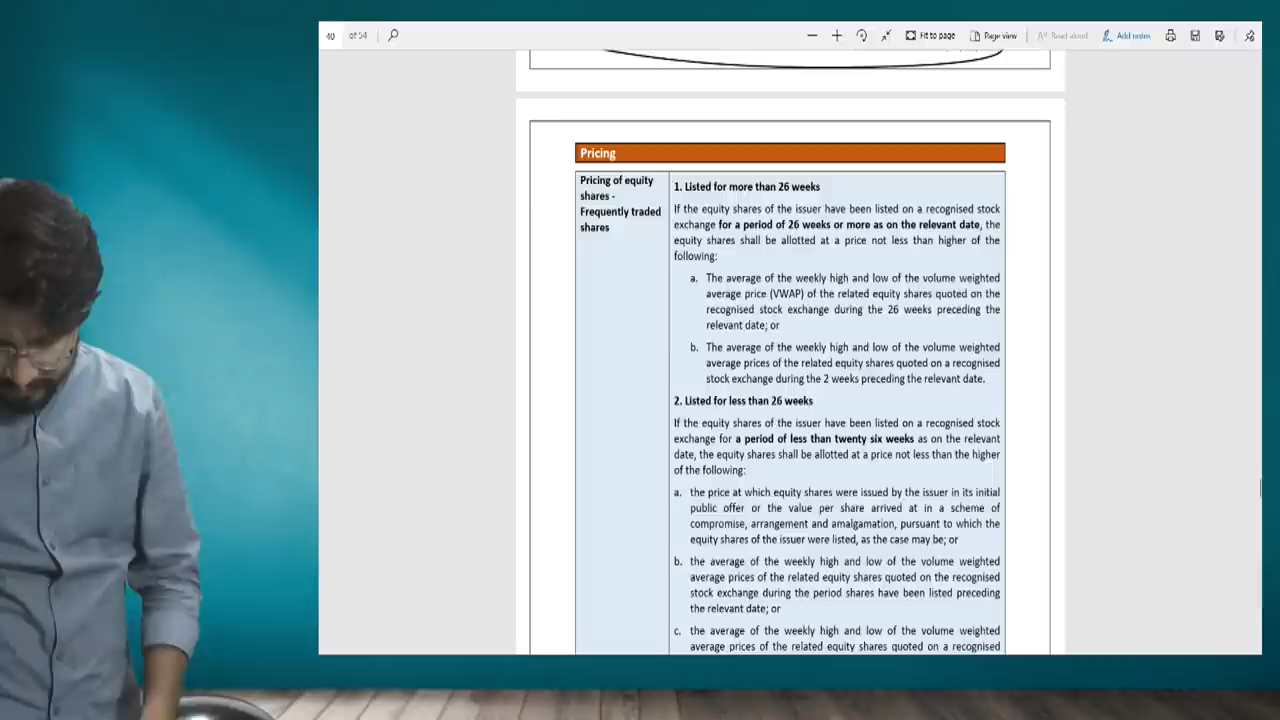 40 of 54 Fit to page Page view Read aloud Add notes
Pricing
Pricing of equity
shares -
Frequently traded
shares
1. Listed for more than 26 weeks
If the equity shares of the issuer have been listed on a recognised stock
exchange for a period of 26 weeks or more as on the relevant date, the
equity shares shall be allotted at a price not less than higher of the
following:
a. The average of the weekly high and low of the volume weighted
average price (VWAP) of the related equity shares quoted on the
recognised stock exchange during the 26 weeks preceding the
relevant date; or
b. The average of the weekly high and low of the volume weighted
average prices of the related equity shares quoted on a recognised
stock exchange during the 2 weeks preceding the relevant date.
2. Listed for less than 26 weeks
If the equity shares of the issuer have been listed on a recognised stock
exchange for a period of less than twenty six weeks as on the relevant
date, the equity shares shall be allotted at a price not less than the higher
of the following:
a. the price at which equity shares were issued by the issuer in its initial
public offer or the value per share arrived at in a scheme of
compromise, arrangement and amalgamation, pursuant to which the
equity shares of the issuer were listed, as the case may be; or
b. the average of the weekly high and low of the volume weighted
average prices of the related equity shares quoted on the recognised
stock exchange during the period shares have been listed preceding
the relevant date; or
c. the average of the weekly high and low of the volume weighted
average prices of the related equity shares quoted on a recognised